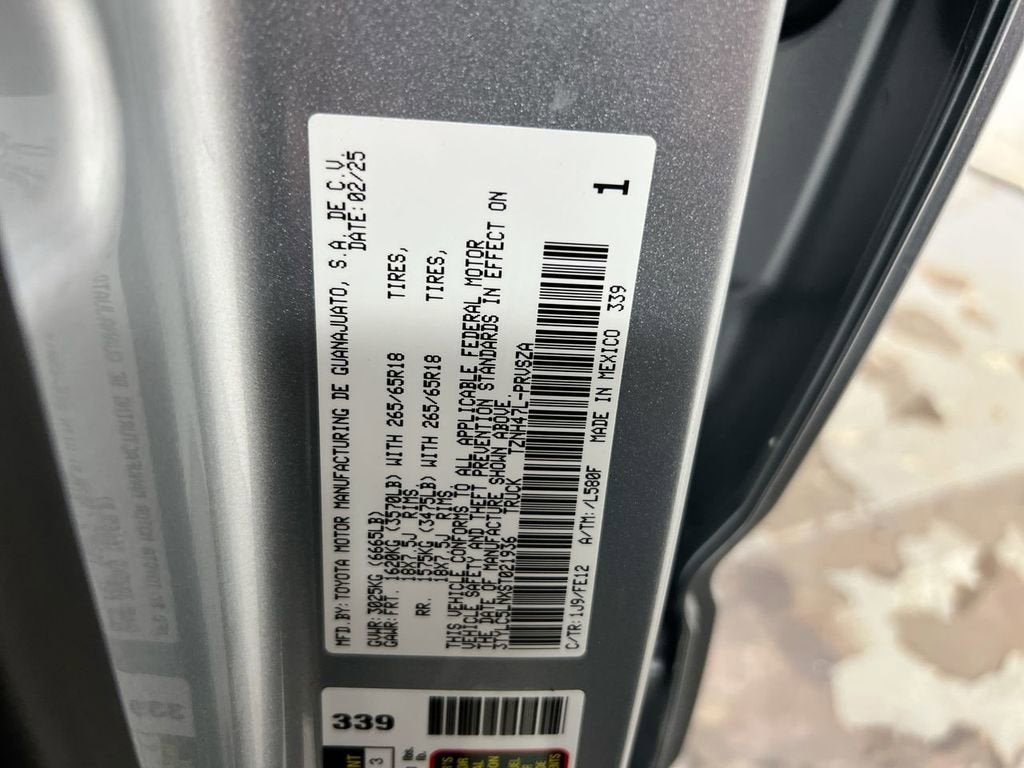 MFD.BY: TOYOTA MOTOR MANUFACTURING DE GUANAJUATO, S.A. DE C.V.
DATE: 02/25
GVWR: 3025KG (6665LB)
GAWR: FRT. 1620KG (3570LB) WITH 265/65R18 TIRES,
18X7.5J RIMS
RR. 1575KG (3475LB) WITH 265/65R18 TIRES,
18X7.5J RIMS.
THIS VEHICLE CONFORMS TO ALL APPLICABLE FEDERAL MOTOR
VEHICLE SAFETY AND THEFT PREVENTION STANDARDS IN EFFECT ON
THE DATE OF MANUFACTURE SHOWN ABOVE.
3TYLC5LNXST021936 TRUCK TZNH47L-PRVSZA
C/TR: 1J9/FE12 A/TM: /L580F MADE IN MEXICO 339
1
339